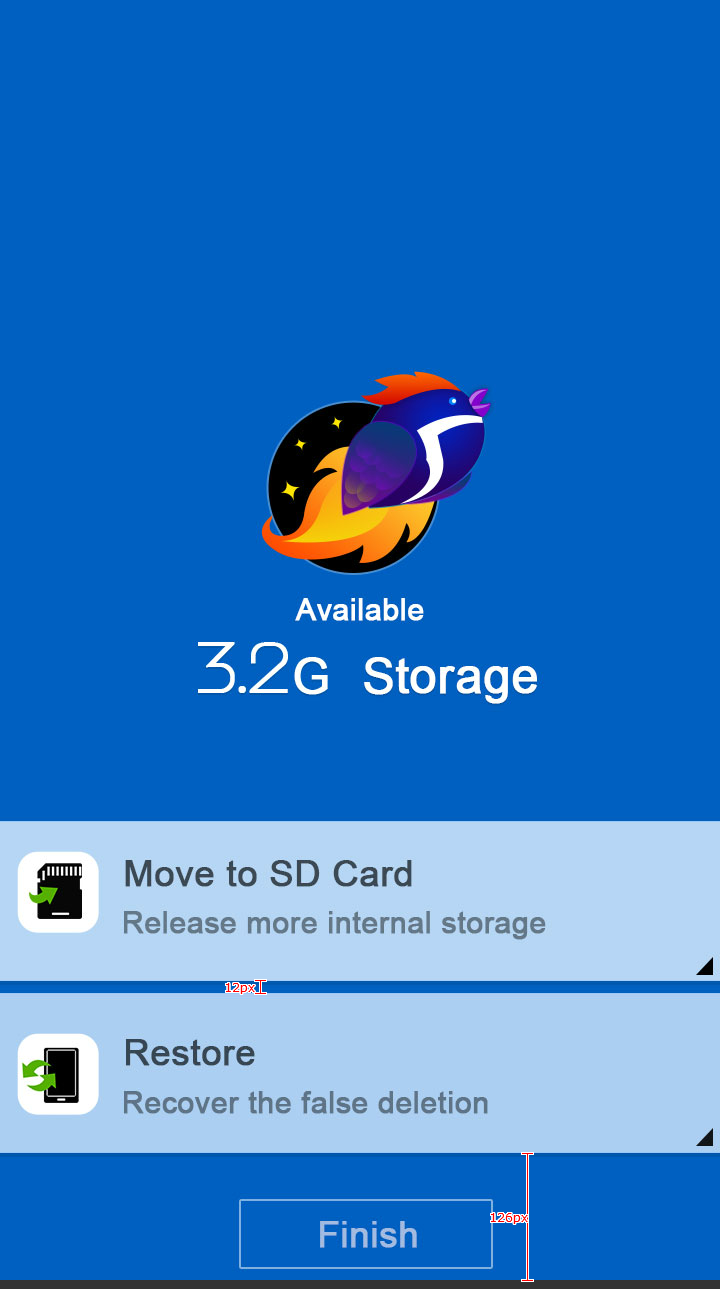 Available
3.2G Storage
Move to SD Card
Release more internal storage
12px
Restore
Recover the false deletion
126px
Finish